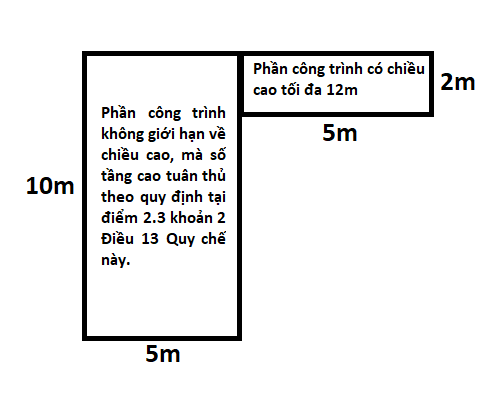 Phần công trình có chiều
cao tối đa 12m
2m
5m
Phần công trình
không giới hạn về
chiều cao, mà số
tầng cao tuân thủ
theo quy định tại
điểm 2.3 khoản 2
Điều 13 Quy chế
này.
10m
5m